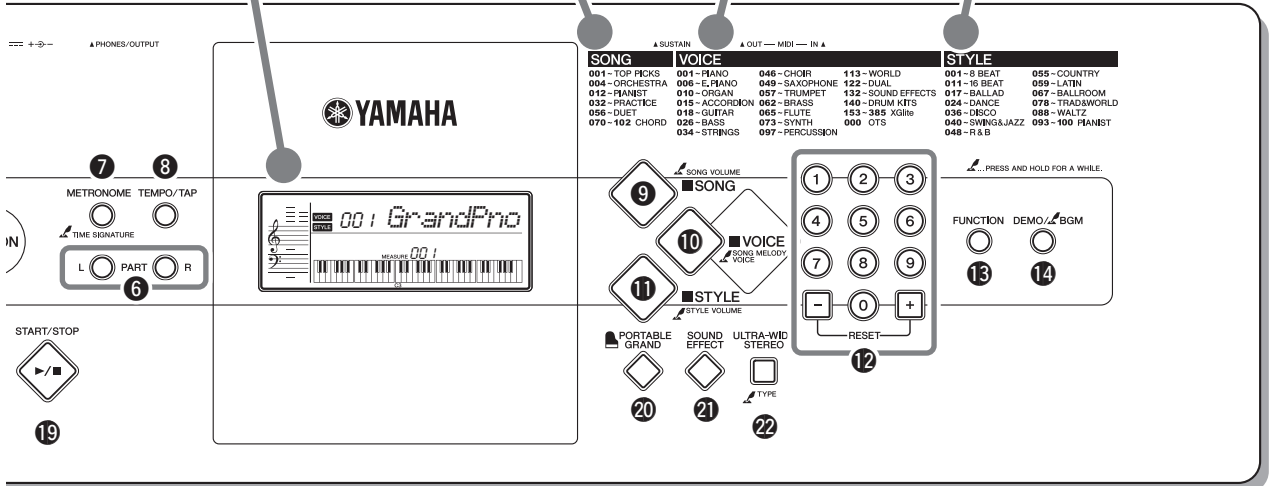 ▲PHONES/OUTPUT
▲SUSTAIN ▲OUT — MIDI — IN▲
SONG
001~TOP PICKS
004~ORCHESTRA
012~PIANIST
032~PRACTICE
056~DUET
070~102 CHORD
VOICE
001~PIANO
006~E.PIANO
010~ORGAN
015~ACCORDION
018~GUITAR
026~BASS
034~STRINGS
046~CHOIR
049~SAXOPHONE
057~TRUMPET
062~BRASS
065~FLUTE
073~SYNTH
097~PERCUSSION
113~WORLD
122~DUAL
132~SOUND EFFECTS
140~DRUM KITS
153~385 XGlite
000 OTS
STYLE
001~8 BEAT
011~16 BEAT
017~BALLAD
024~DANCE
036~DISCO
040~SWING&JAZZ
048~R & B
055~COUNTRY
059~LATIN
067~BALLROOM
078~TRAD&WORLD
088~WALTZ
093~100 PIANIST
YAMAHA
...PRESS AND HOLD FOR A WHILE.
7 8
METRONOME TEMPO/TAP
TIME SIGNATURE
ON
L PART R
6
VOICE
STYLE
001 GrandPno
MEASURE 001
C3
SONG VOLUME
9 ■SONG
10 ■VOICE
SONG MELODY
VOICE
11 ■STYLE
STYLE VOLUME
1 2 3
4 5 6
7 8 9
- 0 +
RESET
12
FUNCTION DEMO/BGM
13 14
START/STOP
►/■
19
PORTABLE
GRAND
SOUND
EFFECT
ULTRA-WID
STEREO
TYPE
20 21 22